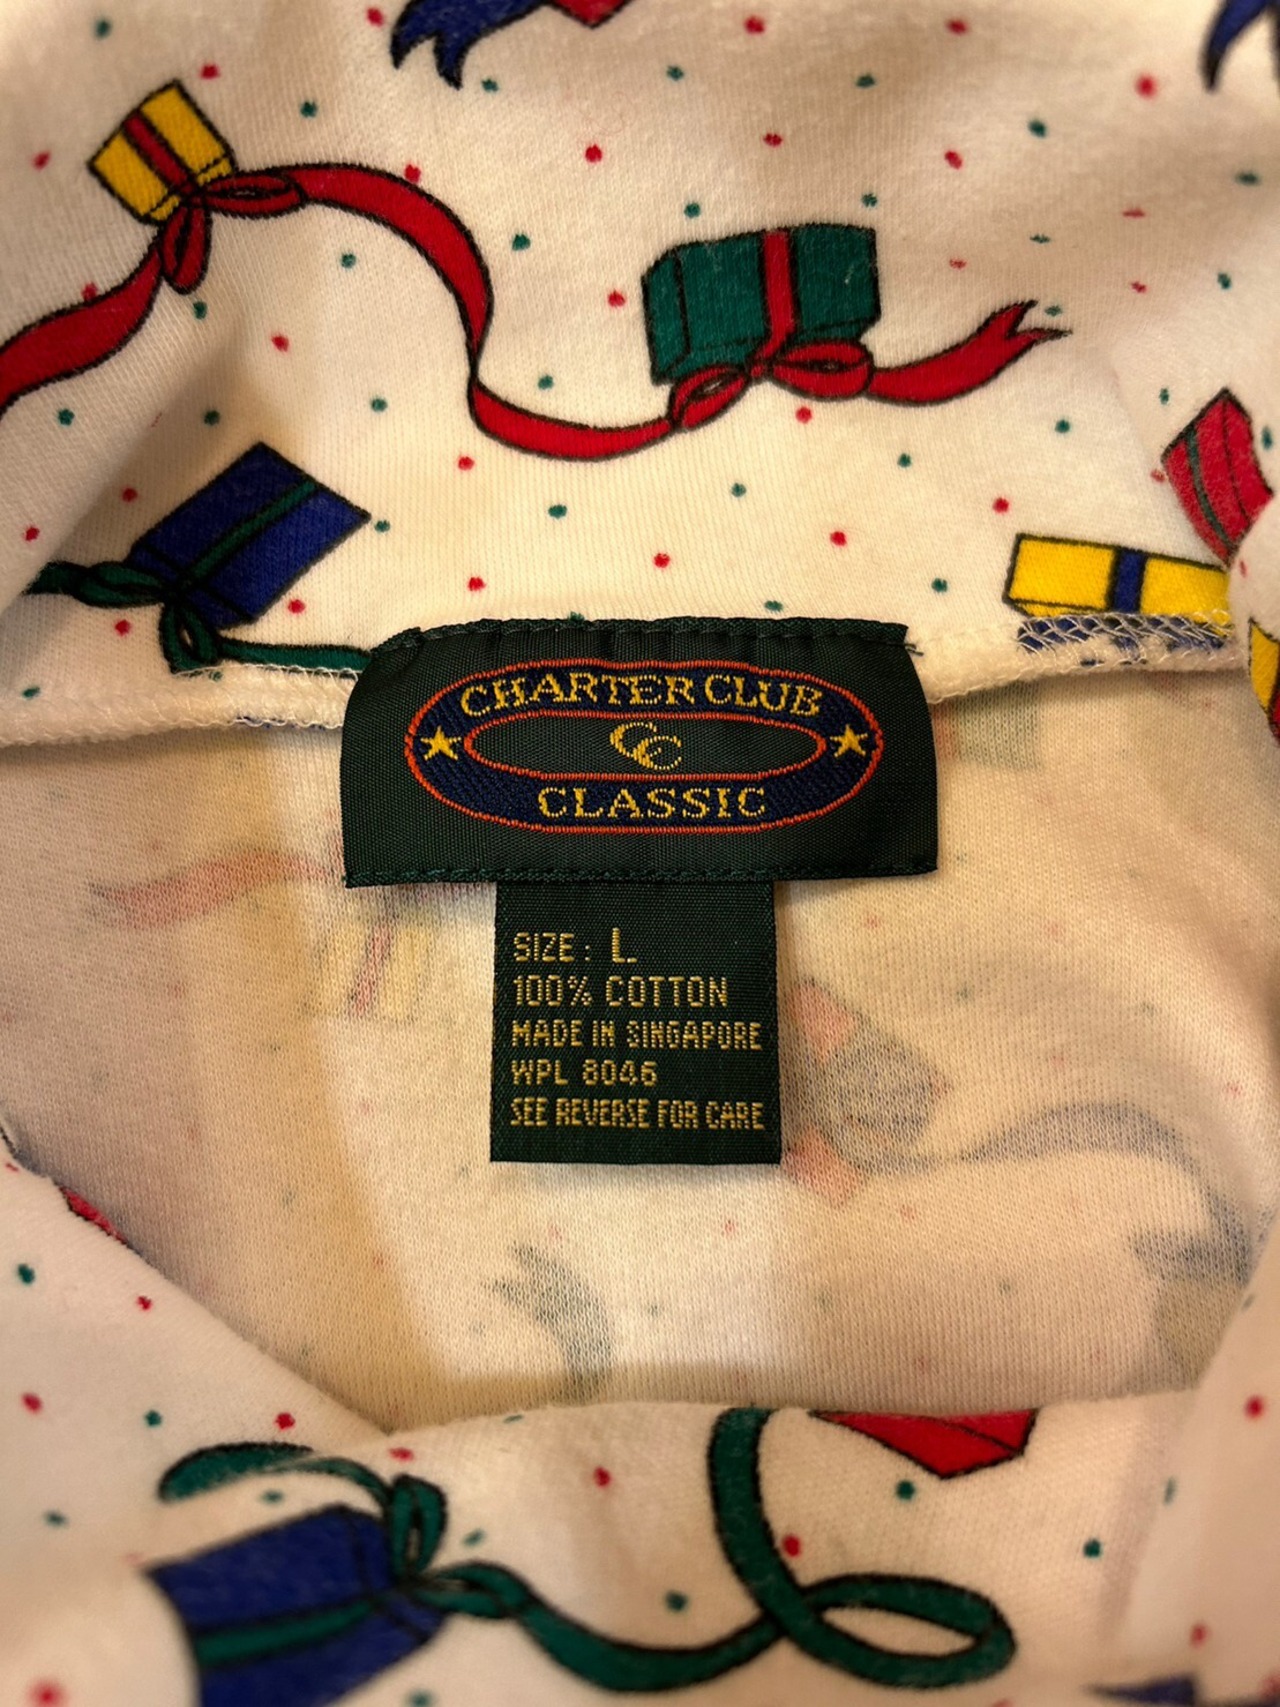 CHARTER CLUB
CC
CLASSIC
SIZE: L
100% COTTON
MADE IN SINGAPORE
WPL 8046
SEE REVERSE FOR CARE